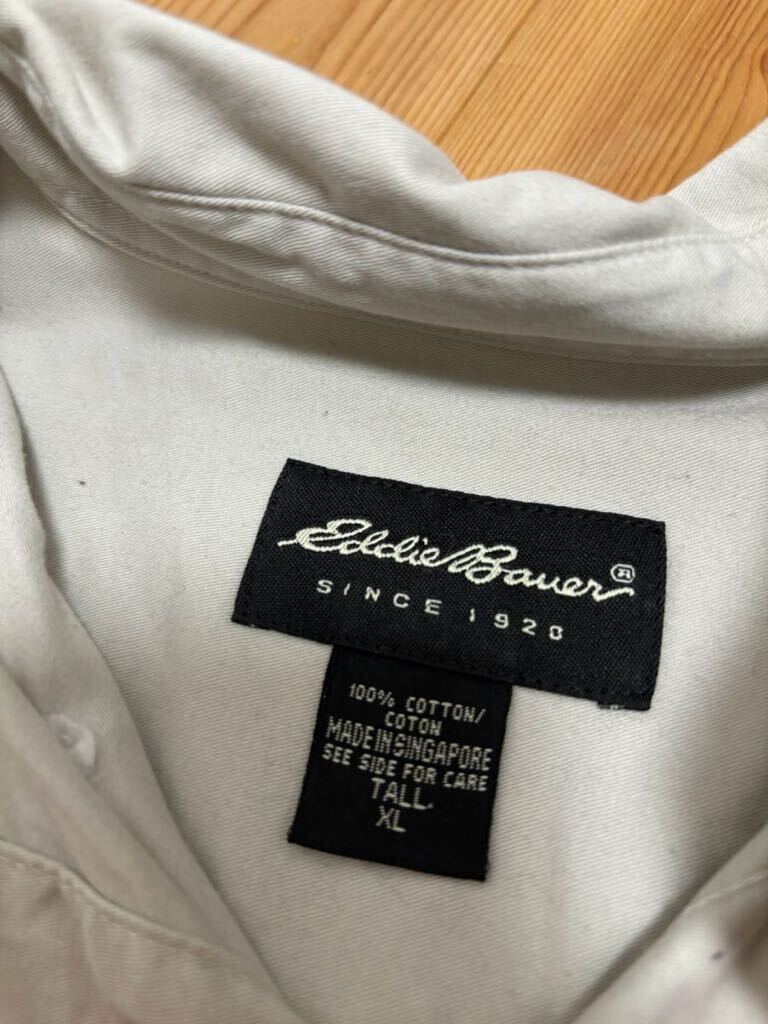 Eddie Bauer®
SINCE 1920
100% COTTON/
COTON
MADE IN SINGAPORE
SEE SIDE FOR CARE
TALL
XL